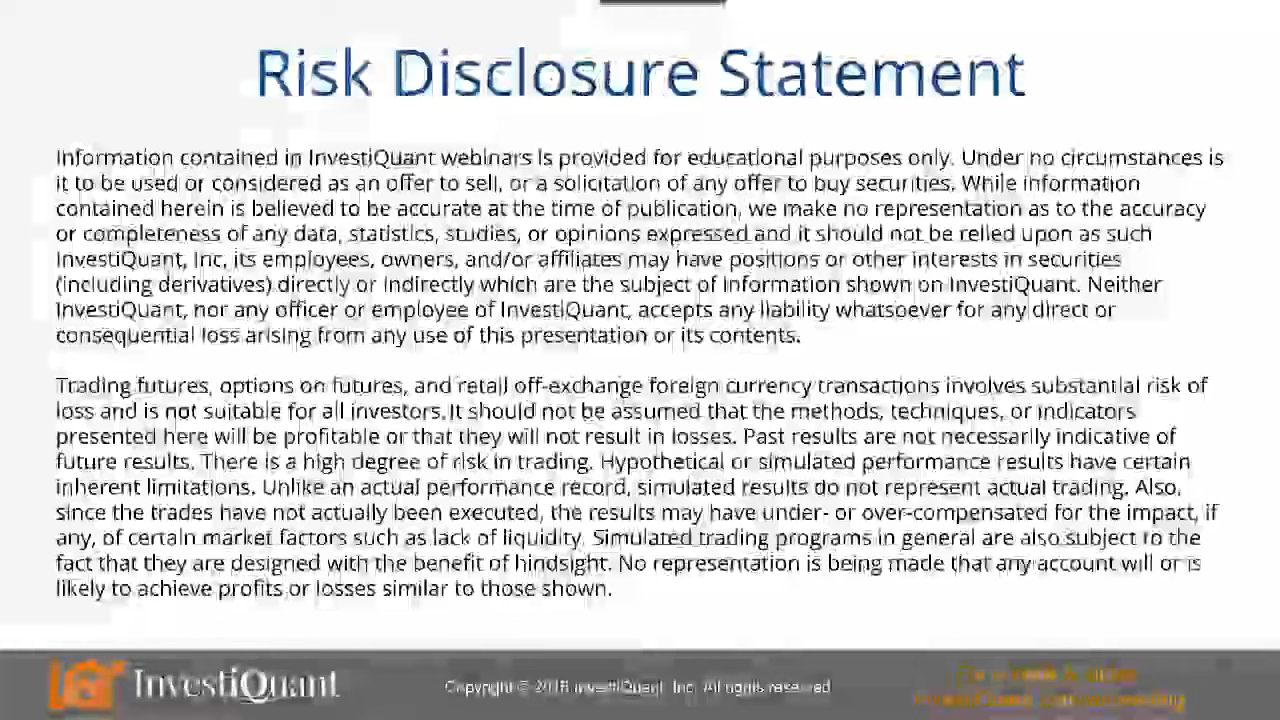 Risk Disclosure Statement
Information contained in InvestiQuant webinars is provided for educational purposes only. Under no circumstances is
it to be used or considered as an offer to sell, or a solicitation of any offer to buy securities. While information
contained herein is believed to be accurate at the time of publication, we make no representation as to the accuracy
or completeness of any data, statistics, studies, or opinions expressed and it should not be relied upon as such
InvestiQuant, Inc, its employees, owners, and/or affiliates may have positions or other interests in securities
(including derivatives) directly or indirectly which are the subject of information shown on InvestiQuant. Neither
InvestiQuant, nor any officer or employee of InvestiQuant, accepts any liability whatsoever for any direct or
consequential loss arising from any use of this presentation or its contents.
Trading futures, options on futures, and retail off-exchange foreign currency transactions involves substantial risk of
loss and is not suitable for all investors. It should not be assumed that the methods, techniques, or indicators
presented here will be profitable or that they will not result in losses. Past results are not necessarily indicative of
future results. There is a high degree of risk in trading. Hypothetical or simulated performance results have certain
inherent limitations. Unlike an actual performance record, simulated results do not represent actual trading. Also,
since the trades have not actually been executed, the results may have under- or over-compensated for the impact, if
any, of certain market factors such as lack of liquidity. Simulated trading programs in general are also subject to the
fact that they are designed with the benefit of hindsight. No representation is being made that any account will or is
likely to achieve profits or losses similar to those shown.
InvestiQuant
Copyright © InvestiQuant, Inc. All rights reserved